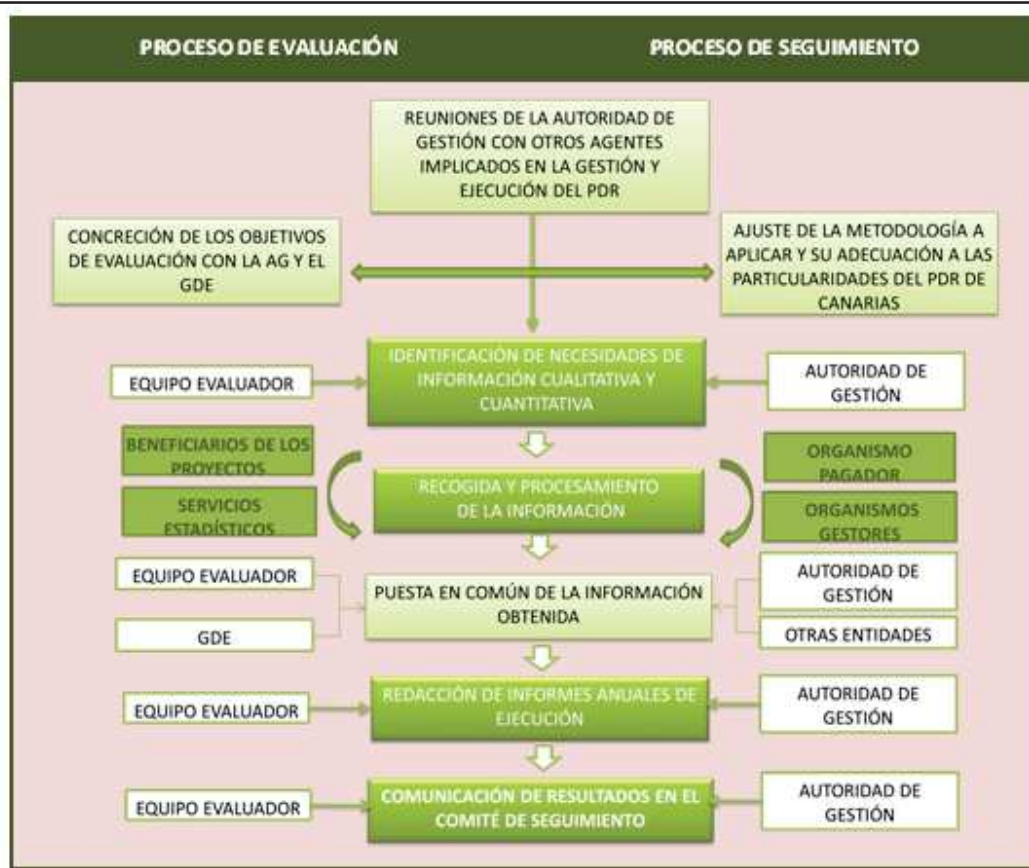 PROCESO DE EVALUACIÓN
PROCESO DE SEGUIMIENTO
REUNIONES DE LA AUTORIDAD DE
GESTIÓN CON OTROS AGENTES
IMPLICADOS EN LA GESTIÓN Y
EJECUCIÓN DEL PDR
CONCRECIÓN DE LOS OBJETIVOS
DE EVALUACIÓN CON LA AG Y EL
GDE
AJUSTE DE LA METODOLOGÍA A
APLICAR Y SU ADECUACIÓN A LAS
PARTICULARIDADES DEL PDR DE
CANARIAS
EQUIPO EVALUADOR
IDENTIFICACIÓN DE NECESIDADES DE
INFORMACIÓN CUALITATIVA Y
CUANTITATIVA
AUTORIDAD DE
GESTIÓN
BENEFICIARIOS DE LOS
PROYECTOS
SERVICIOS
ESTADÍSTICOS
RECOGIDA Y PROCESAMIENTO
DE LA INFORMACIÓN
ORGANISMO
PAGADOR
ORGANISMOS
GESTORES
EQUIPO EVALUADOR
GDE
PUESTA EN COMÚN DE LA INFORMACIÓN
OBTENIDA
AUTORIDAD DE
GESTIÓN
OTRAS ENTIDADES
EQUIPO EVALUADOR
REDACCIÓN DE INFORMES ANUALES DE
EJECUCIÓN
AUTORIDAD DE
GESTIÓN
EQUIPO EVALUADOR
COMUNICACIÓN DE RESULTADOS EN EL
COMITÉ DE SEGUIMIENTO
AUTORIDAD DE
GESTIÓN